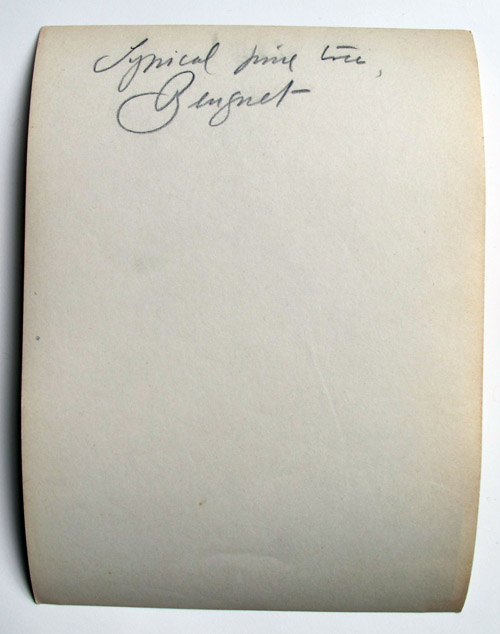 Typical pine tree,
Benguet